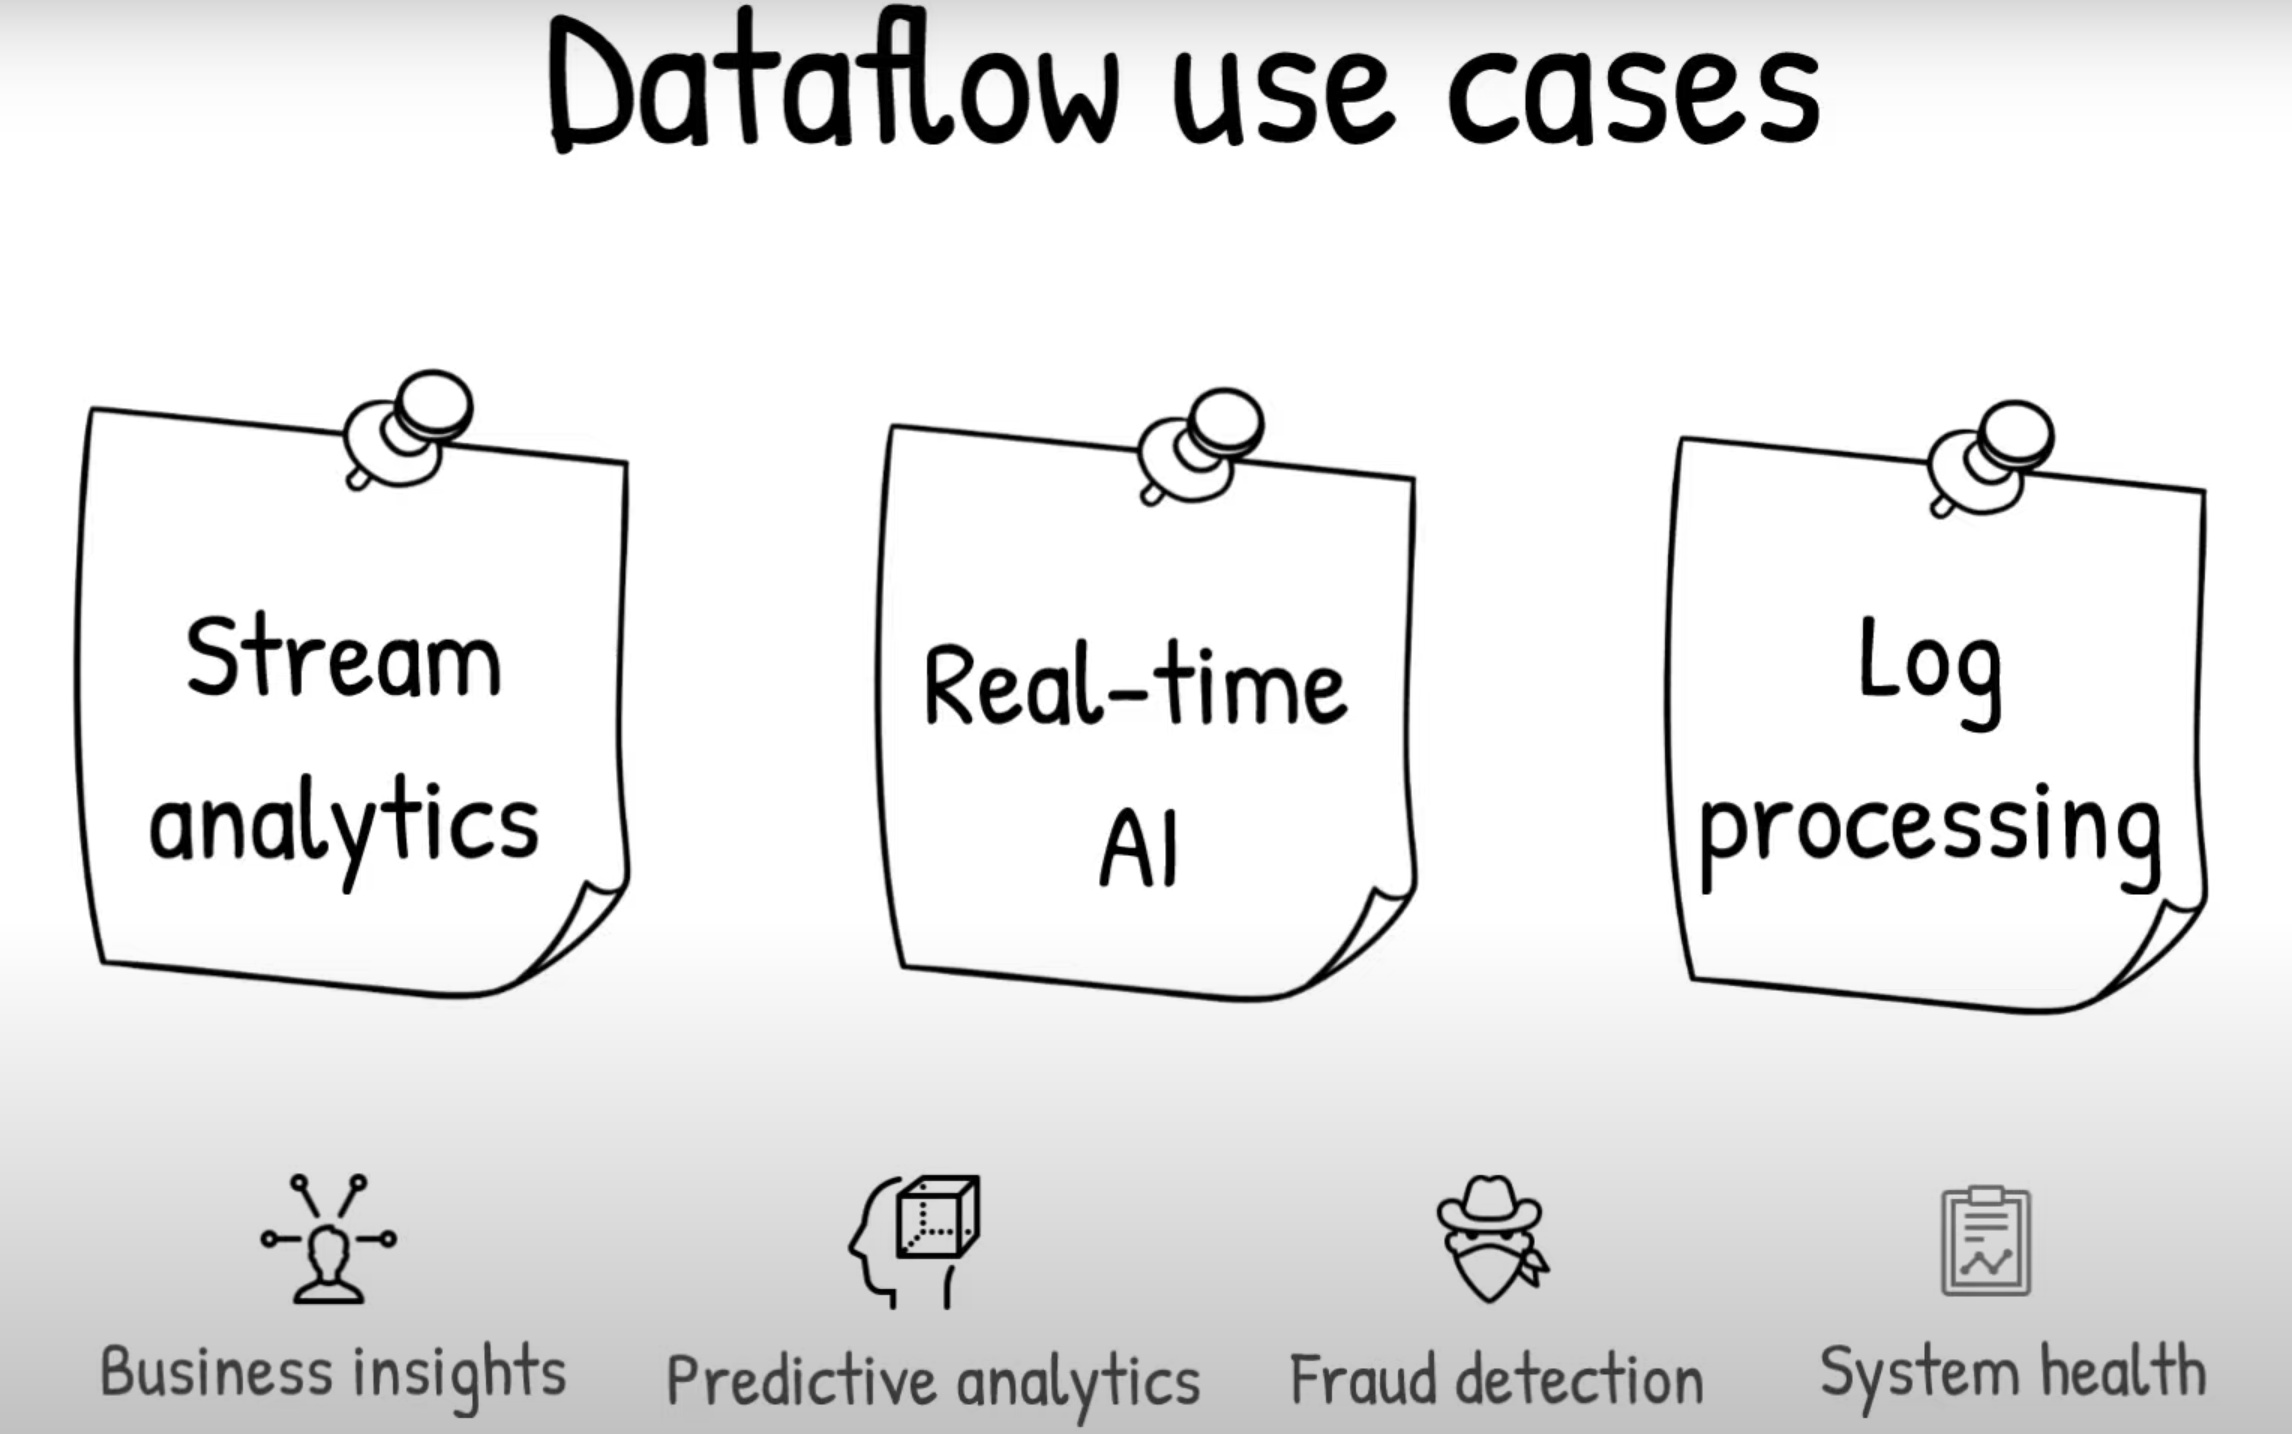 Dataflow use cases
Stream
analytics
Real-time
AI
Log
processing
Business insights
Predictive analytics
Fraud detection
System health